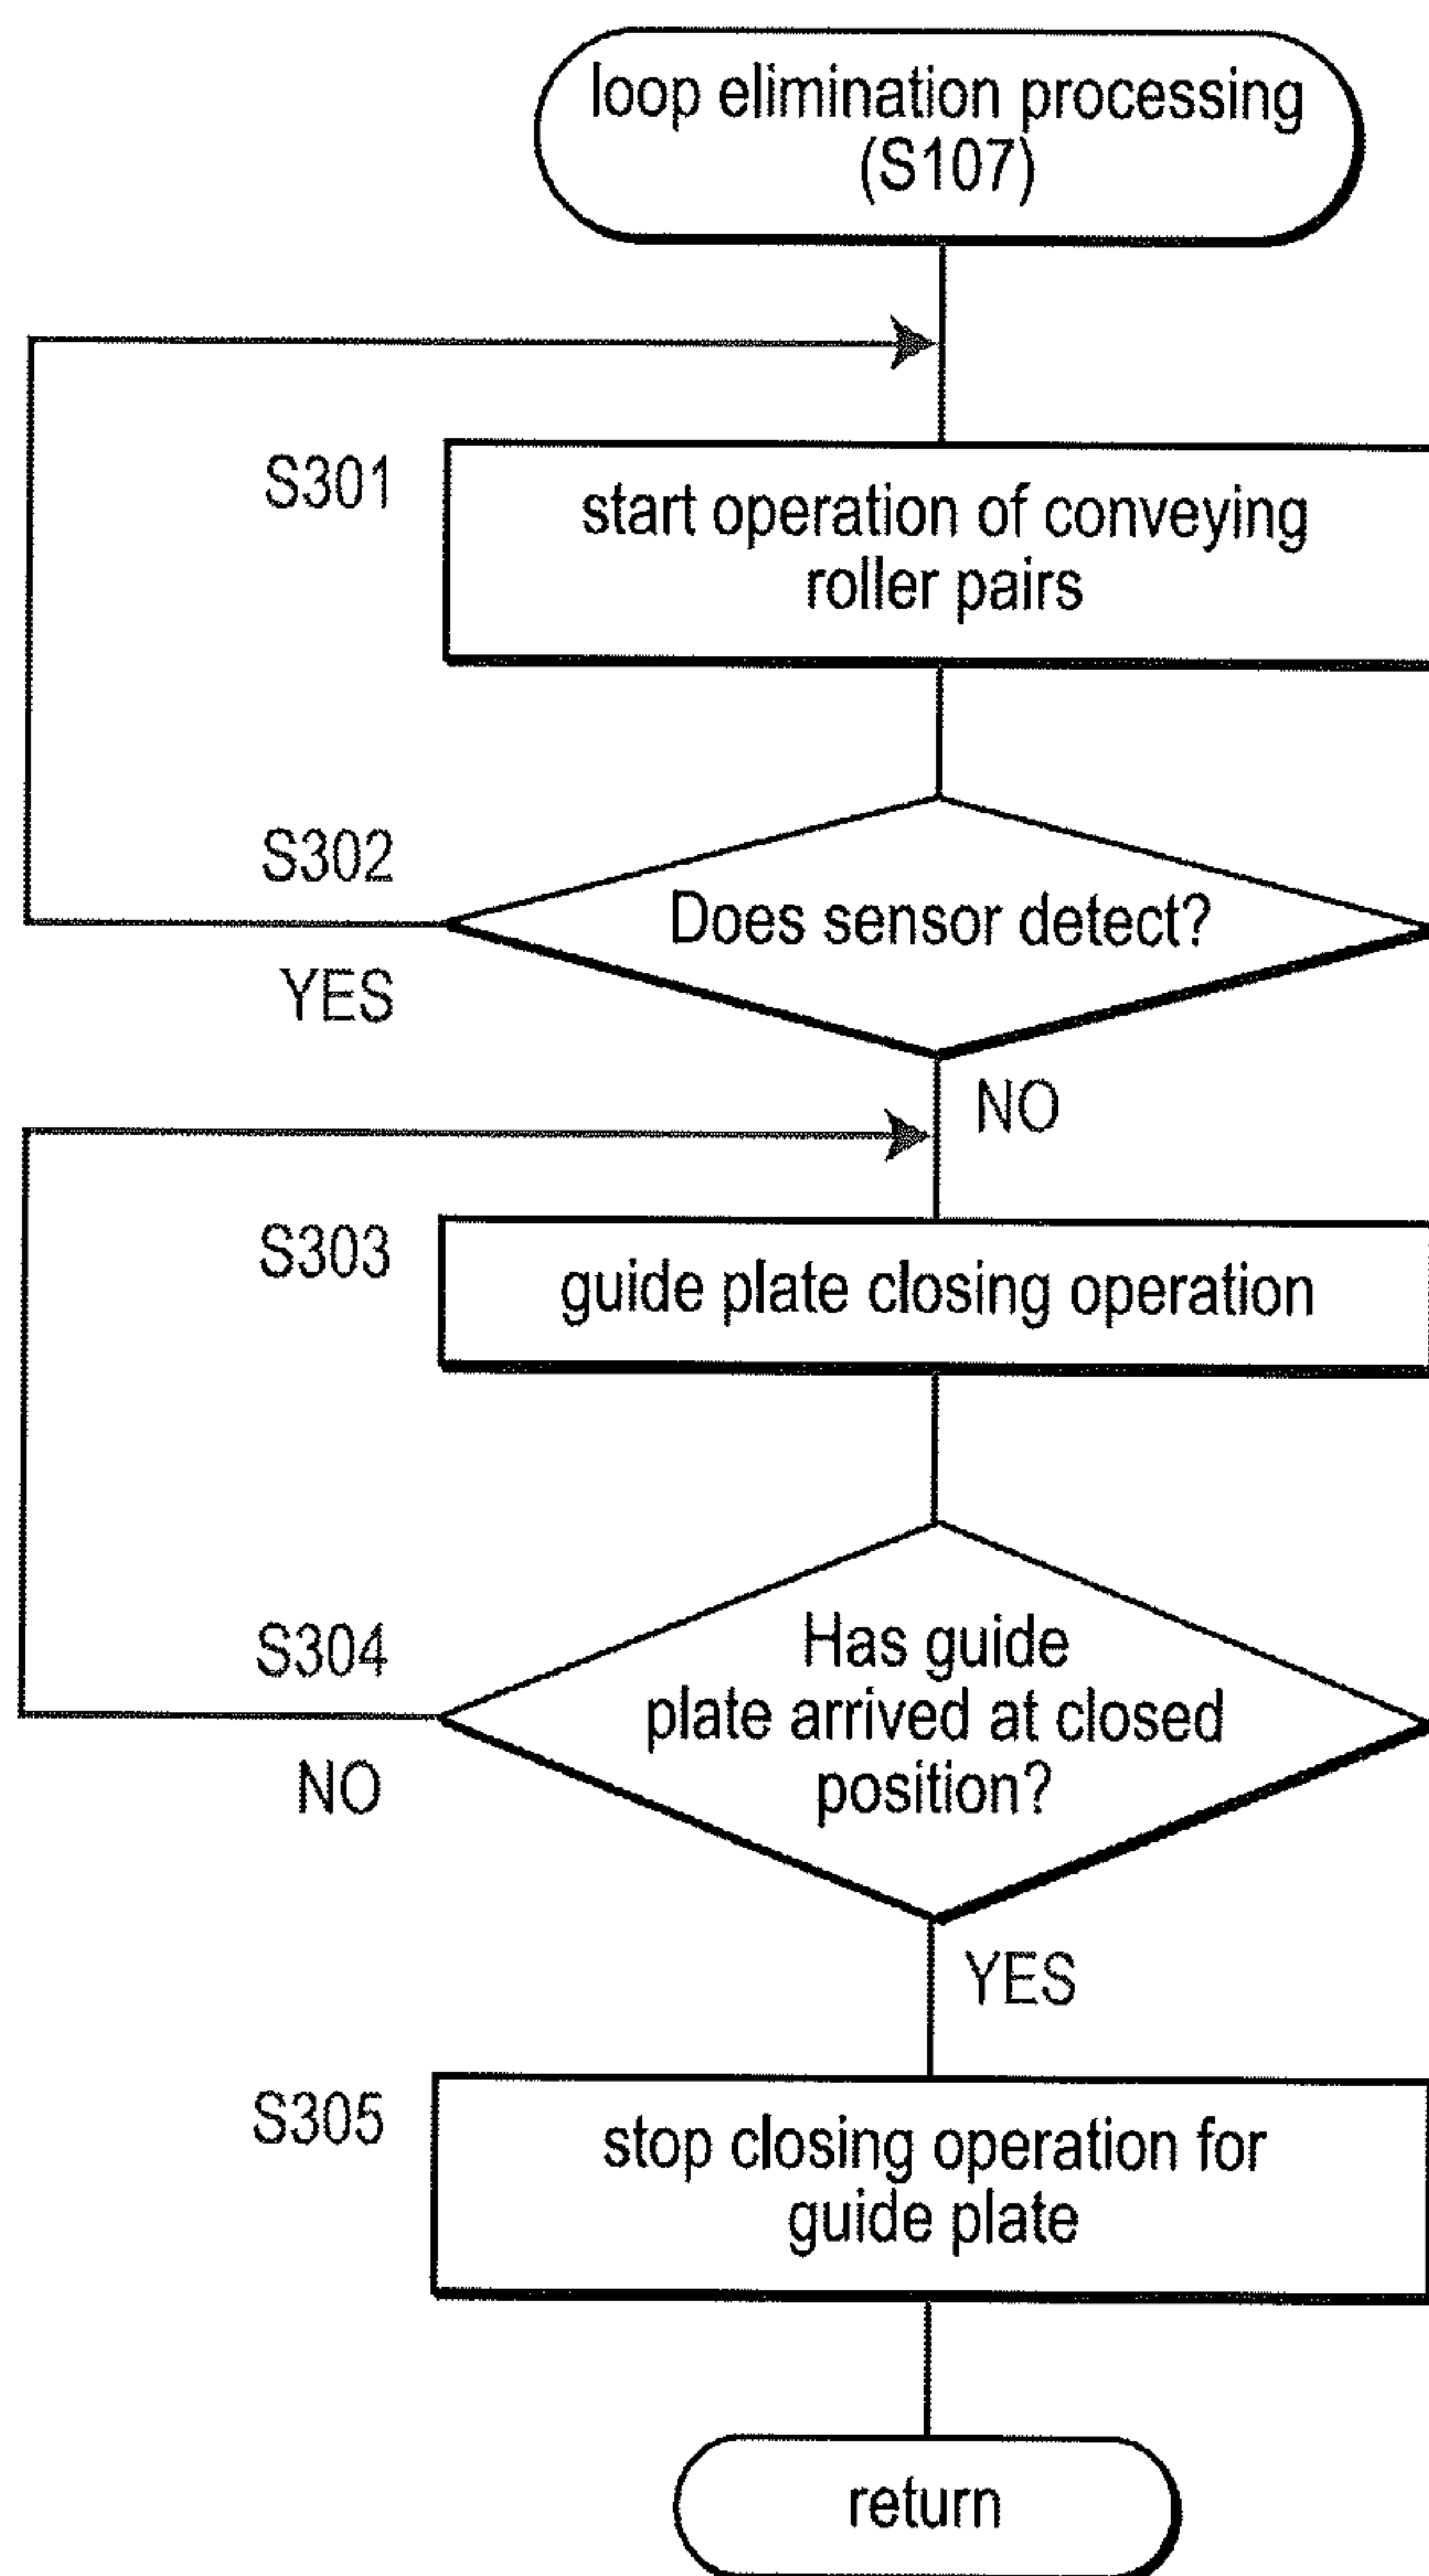 loop elimination processing
(S107)
S301
start operation of conveying
roller pairs
S302
Does sensor detect?
YES
NO
S303
guide plate closing operation
S304
Has guide
plate arrived at closed
position?
NO
YES
S305
stop closing operation for
guide plate
return